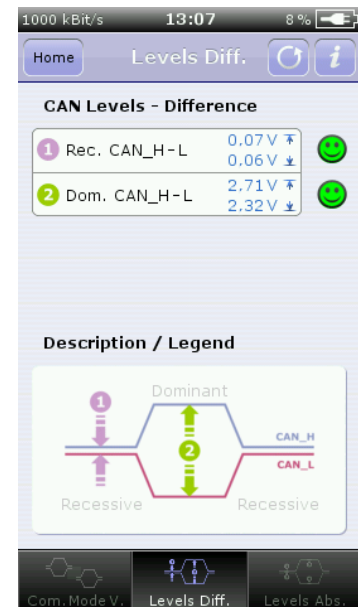 1000 kBit/s 13:07 8%
Home Levels Diff. i
CAN Levels - Difference
1 Rec. CAN_H-L 0,07 V
0,06 V
2 Dom. CAN_H-L 2,71 V
2,32 V
Description / Legend
Dominant
1
2
CAN_H
CAN_L
Recessive Recessive
Com.Mode V. Levels Diff. Levels Abs.